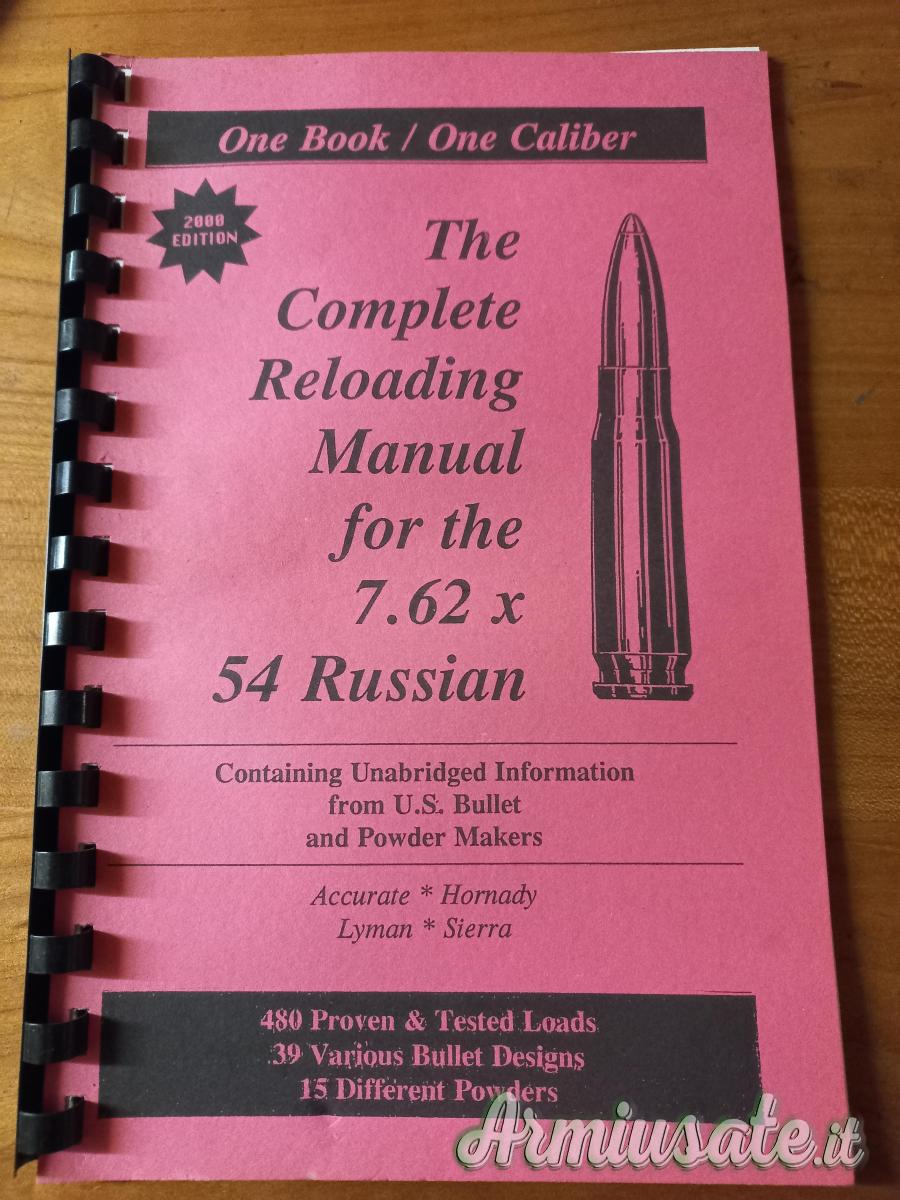 One Book / One Caliber
2000
EDITION
The
Complete
Reloading
Manual
for the
7.62 x
54 Russian
Containing Unabridged Information
from U.S. Bullet
and Powder Makers
Accurate * Hornady
Lyman * Sierra
480 Proven & Tested Loads
39 Various Bullet Designs
15 Different Powders
Armiusate.it